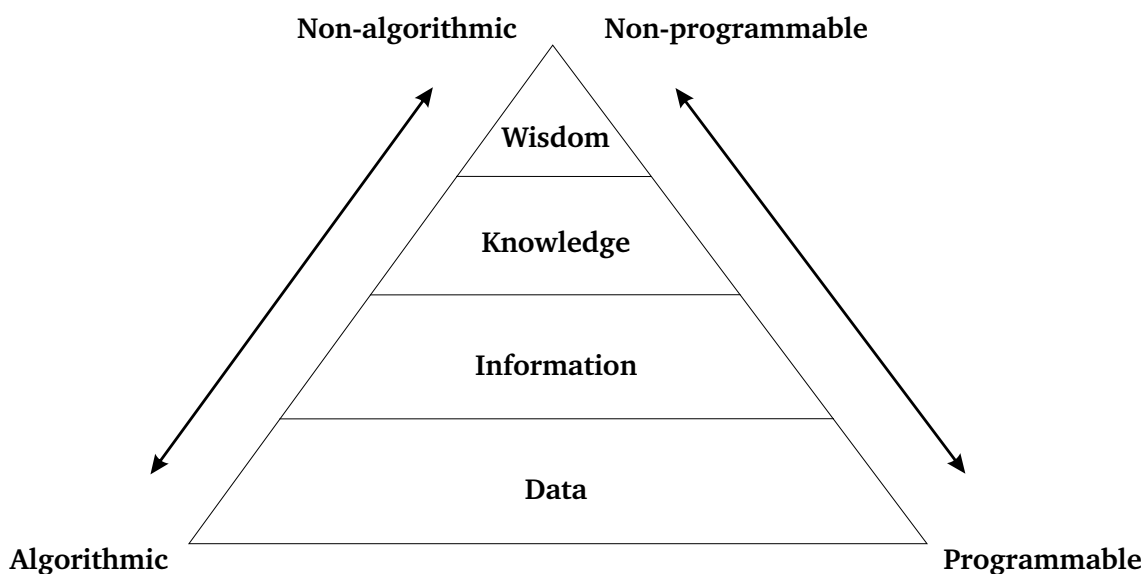 Non-algorithmic
Non-programmable
Wisdom
Knowledge
Information
Data
Algorithmic
Programmable